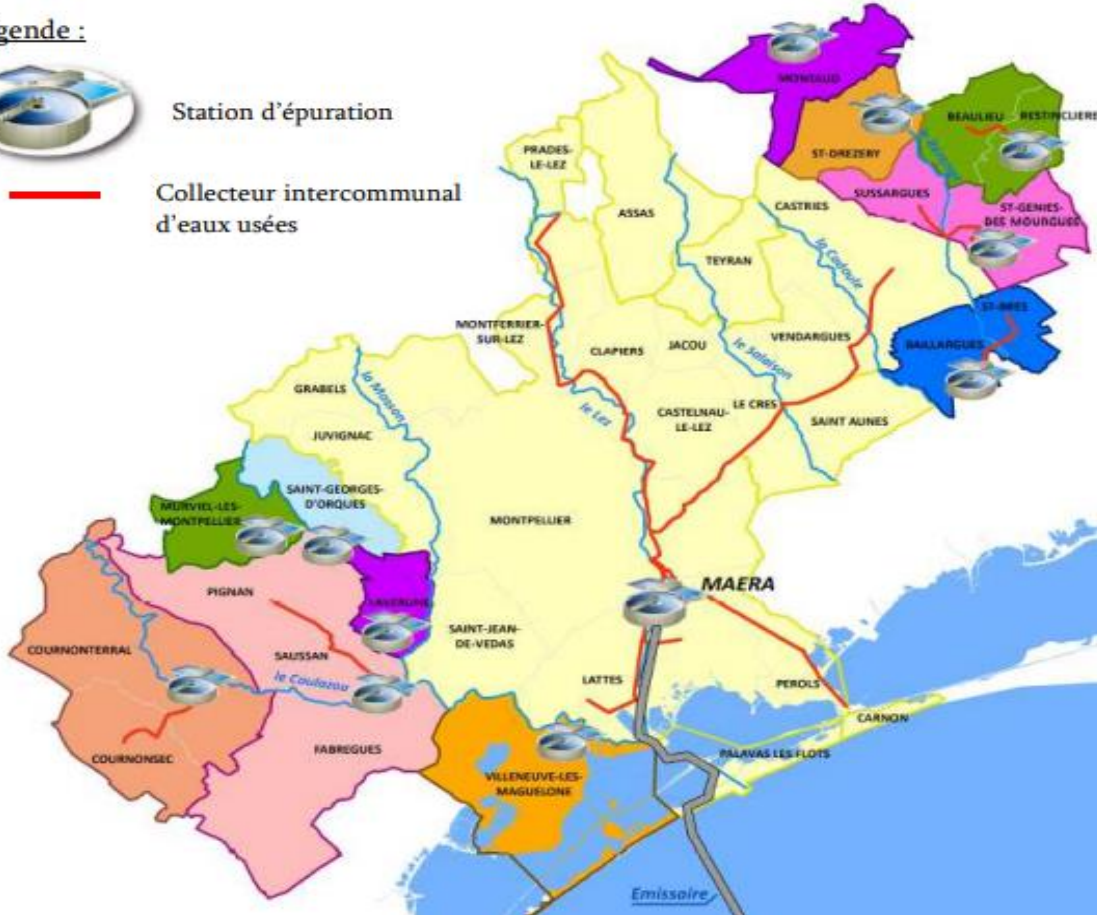 gende :
Station d'épuration
Collecteur intercommunal
d'eaux usées
MONTAUD
BEAULIEU
RESTINCLIERE
ST-DREZERY
PRADES-
LE-LEZ
SUSSARGUES
ASSAS
CASTRIES
ST-GENIES-
DES MOURGUES
TEYRAN
la Cadoule
ST-BRES
MONTFERRIER-
SUR-LEZ
VENDARGUES
BAILLARGUES
CLAPIERS
JACOU
le Salaison
GRABELS
la Mosson
le Lez
LE CRES
CASTELNAU-
LE-LEZ
SAINT AUNES
JUVIGNAC
SAINT-GEORGES-
D'ORQUES
MURVIEL-LES-
MONTPELLIER
MONTPELLIER
MAERA
PIGNAN
LAVERUNE
SAINT-JEAN-
DE-VEDAS
COURNONTERRAL
SAUSSAN
le Coulazou
LATTES
PEROLS
CARNON
COURNONSEC
FABREGUES
PALAVAS LES FLOTS
VILLENEUVE-LES-
MAGUELONE
Emissaire